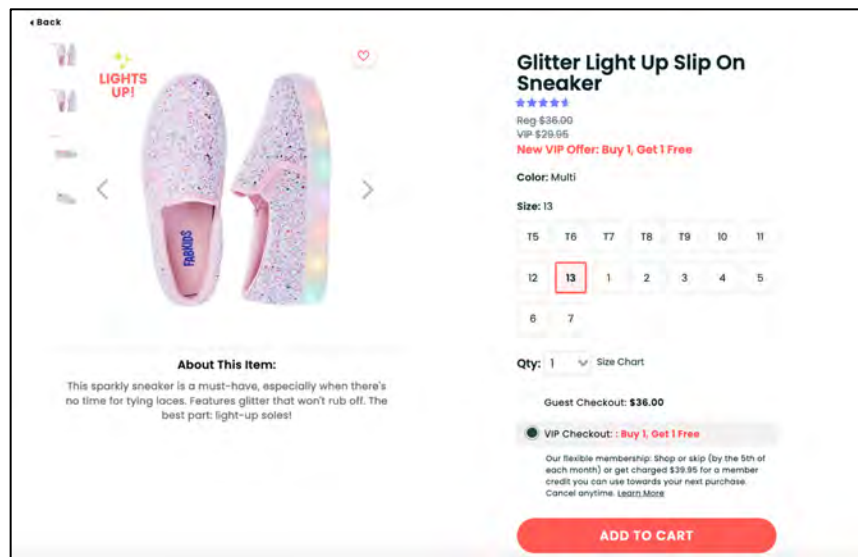 Back
LIGHTS
UP!
FABKIDS
About This Item:
This sparkly sneaker is a must-have, especially when there's
no time for tying laces. Features glitter that won't rub off. The
best part: light-up soles!
Glitter Light Up Slip On
Sneaker
Reg $36.00
VIP $29.95
New VIP Offer: Buy 1, Get 1 Free
Color: Multi
Size: 13
T5 T6 T7 T8 T9 10 11
12 13 1 2 3 4 5
6 7
Qty: 1 Size Chart
Guest Checkout: $36.00
VIP Checkout: : Buy 1, Get 1 Free
Our flexible membership: Shop or skip (by the 5th of
each month) or get charged $39.95 for a member
credit you can use towards your next purchase.
Cancel anytime. Learn More
ADD TO CART